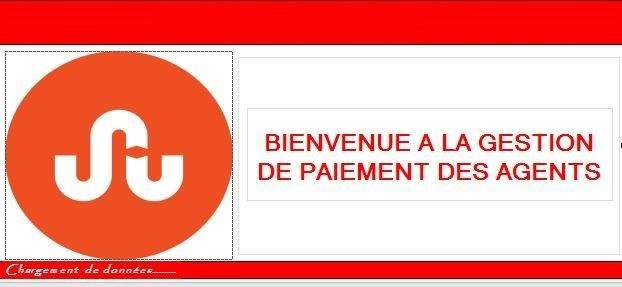 BIENVENUE A LA GESTION
DE PAIEMENT DES AGENTS
Chargement de données.........